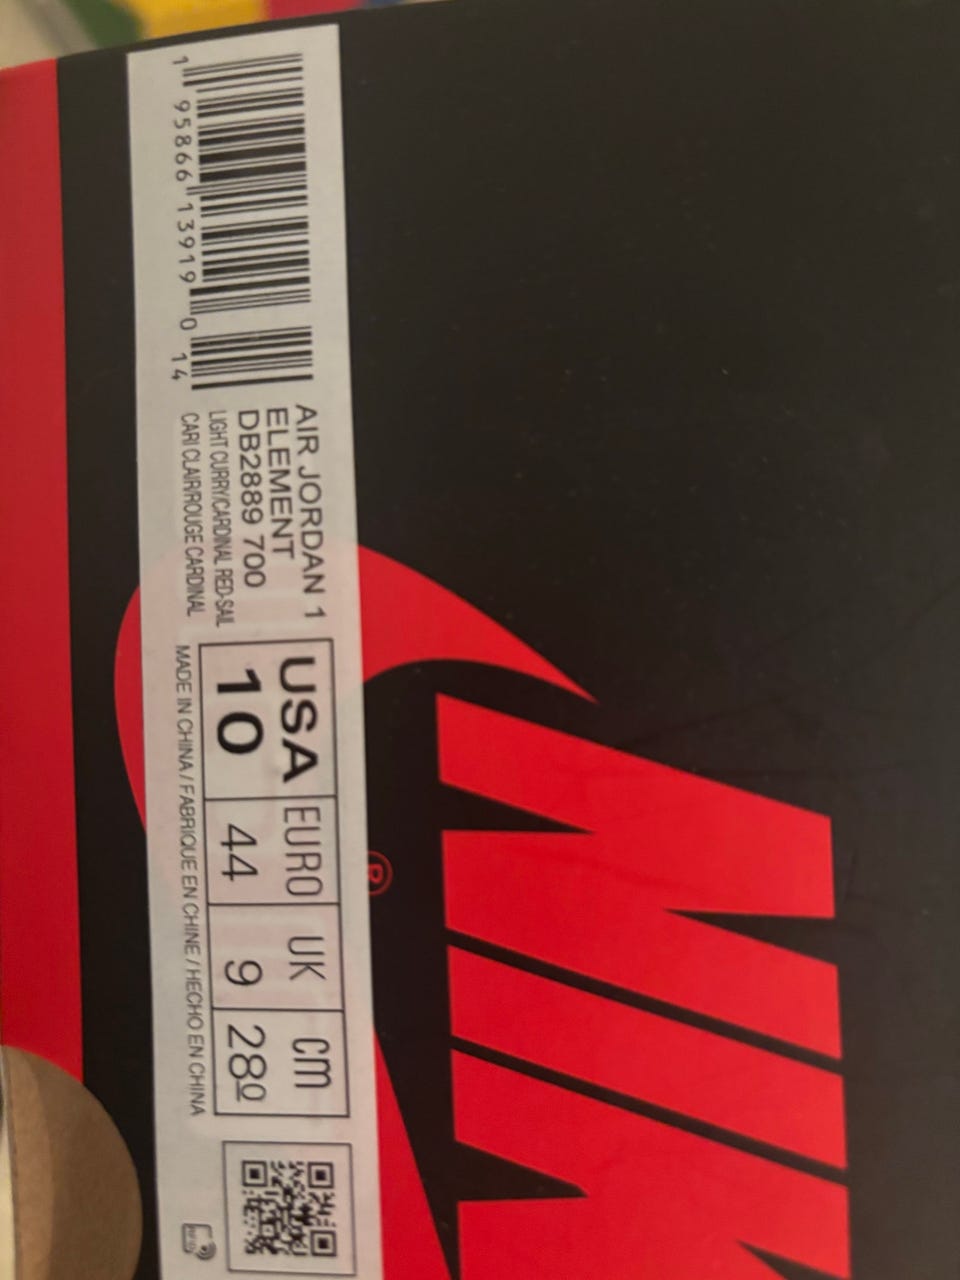 1 95866 13919 0 14
AIR JORDAN 1
ELEMENT
DB2889 700
LIGHT CURRY/CARDINAL RED-SAIL
CARI CLAIR/ROUGE CARDINAL
USA EURO UK cm
10 44 9 280
MADE IN CHINA / FABRIQUE EN CHINE / HECHO EN CHINA
®